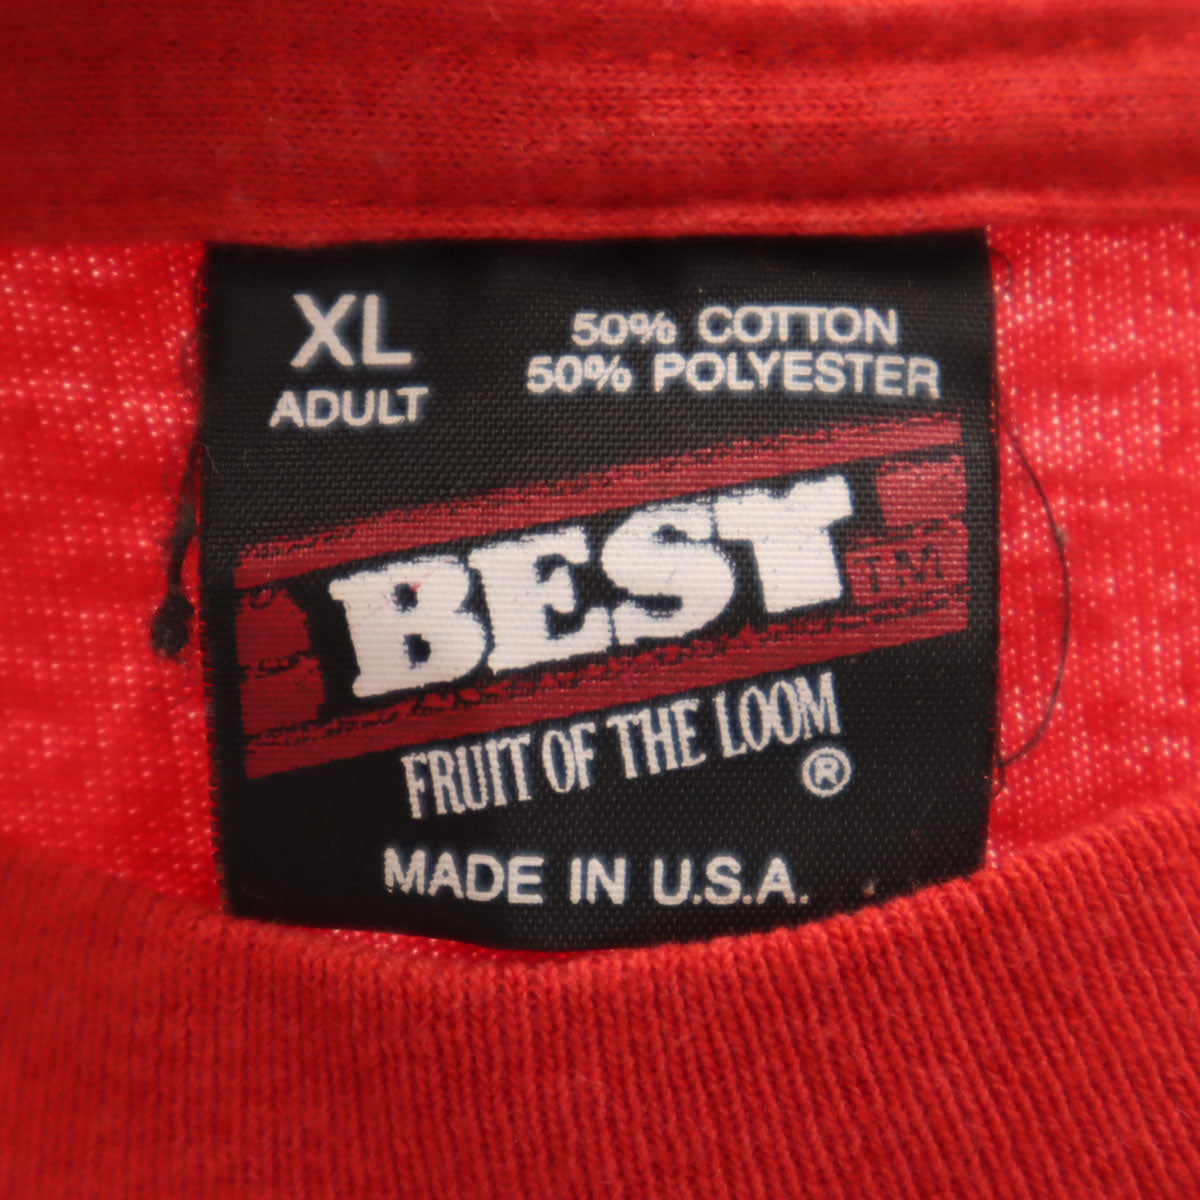 XL
ADULT
50% COTTON
50% POLYESTER
BEST
TM
FRUIT OF THE LOOM
®
MADE IN U.S.A.